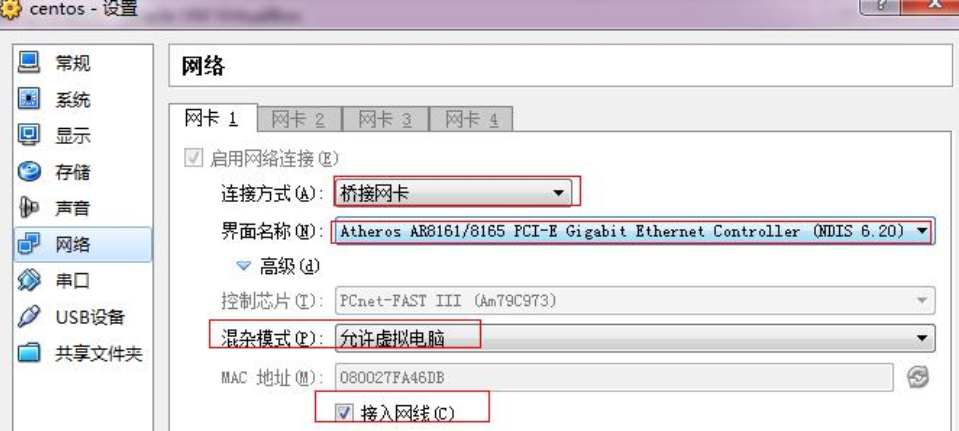 centos - 设置
?
x
常规
系统
显示
存储
声音
网络
串口
USB设备
共享文件夹
网络
网卡 1 网卡 2 网卡 3 网卡 4
启用网络连接(E)
连接方式(A): 桥接网卡
界面名称(N): Atheros AR8161/8165 PCI-E Gigabit Ethernet Controller (NDIS 6.20)
高级(d)
控制芯片(T): PCnet-FAST III (Am79C973)
混杂模式(P): 允许虚拟电脑
MAC 地址(M): 080027FA46DB
接入网线(C)